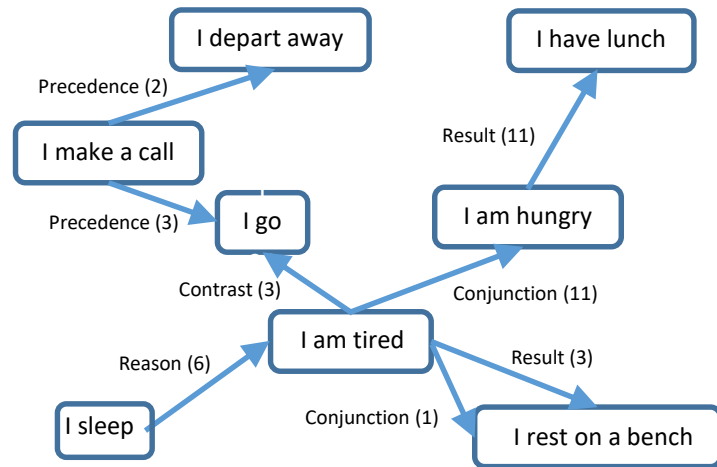 I depart away
I have lunch
Precedence (2)
Result (11)
I make a call
Precedence (3)
I go
I am hungry
Contrast (3)
Conjunction (11)
I am tired
Reason (6)
Result (3)
I sleep
Conjunction (1)
I rest on a bench